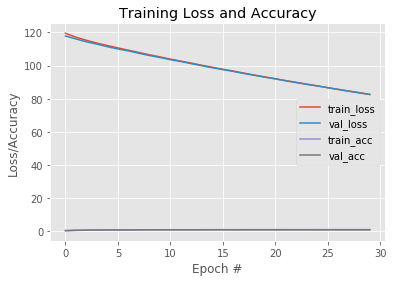 Training Loss and Accuracy
120
100
80
60
40
20
0
Loss/Accuracy
train_loss
val_loss
train_acc
val_acc
0 5 10 15 20 25 30
Epoch #